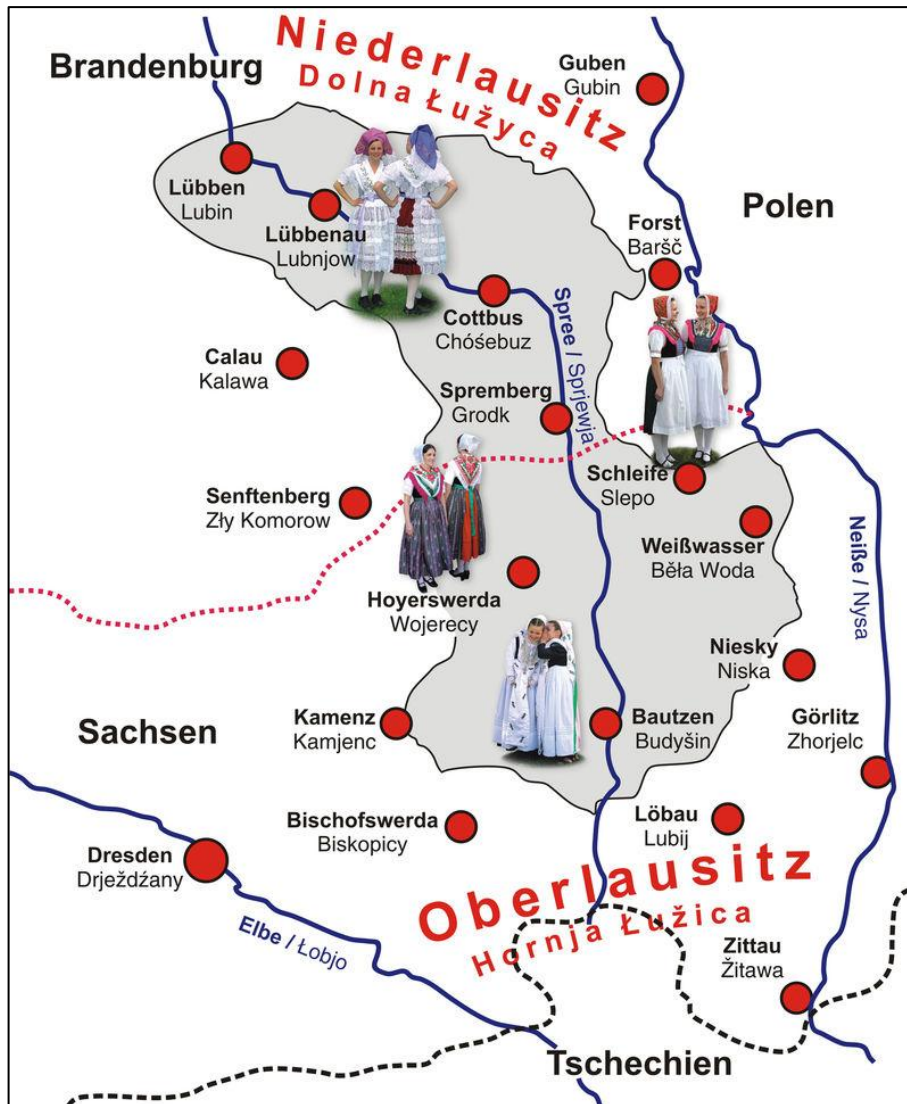 Brandenburg
Niederlausitz
Dolna Łužyca
Guben
Gubin
Polen
Lübben
Lubin
Lübbenau
Lubnjow
Forst
Baršč
Cottbus
Chóśebuz
Spree / Sprjewja
Calau
Kalawa
Spremberg
Grodk
Senftenberg
Zły Komorow
Schleife
Slepo
Weißwasser
Běła Woda
Neiße / Nysa
Hoyerswerda
Wojerecy
Niesky
Niska
Sachsen
Kamenz
Kamjenc
Bautzen
Budyšin
Görlitz
Zhorjelc
Bischofswerda
Biskopicy
Löbau
Lubij
Dresden
Drježdźany
Oberlausitz
Hornja Łužica
Elbe / Łobjo
Zittau
Žitawa
Tschechien